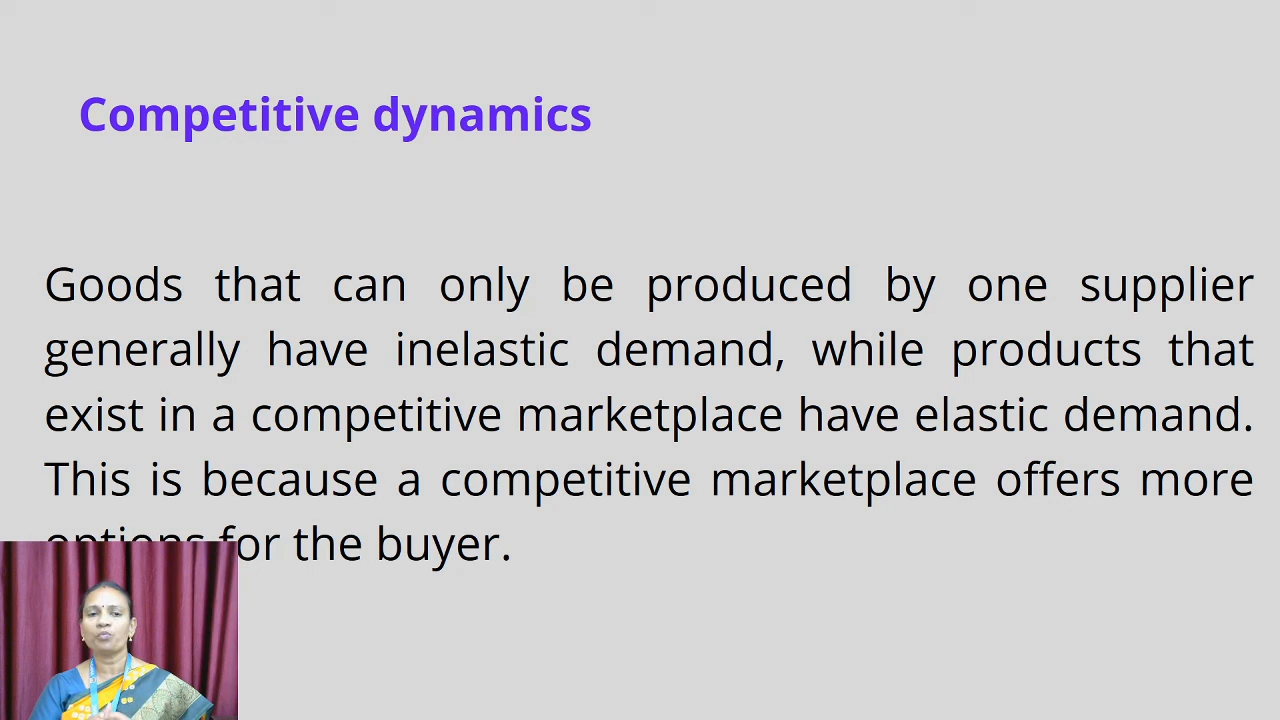 Competitive dynamics
Goods that can only be produced by one supplier
generally have inelastic demand, while products that
exist in a competitive marketplace have elastic demand.
This is because a competitive marketplace offers more
options for the buyer.